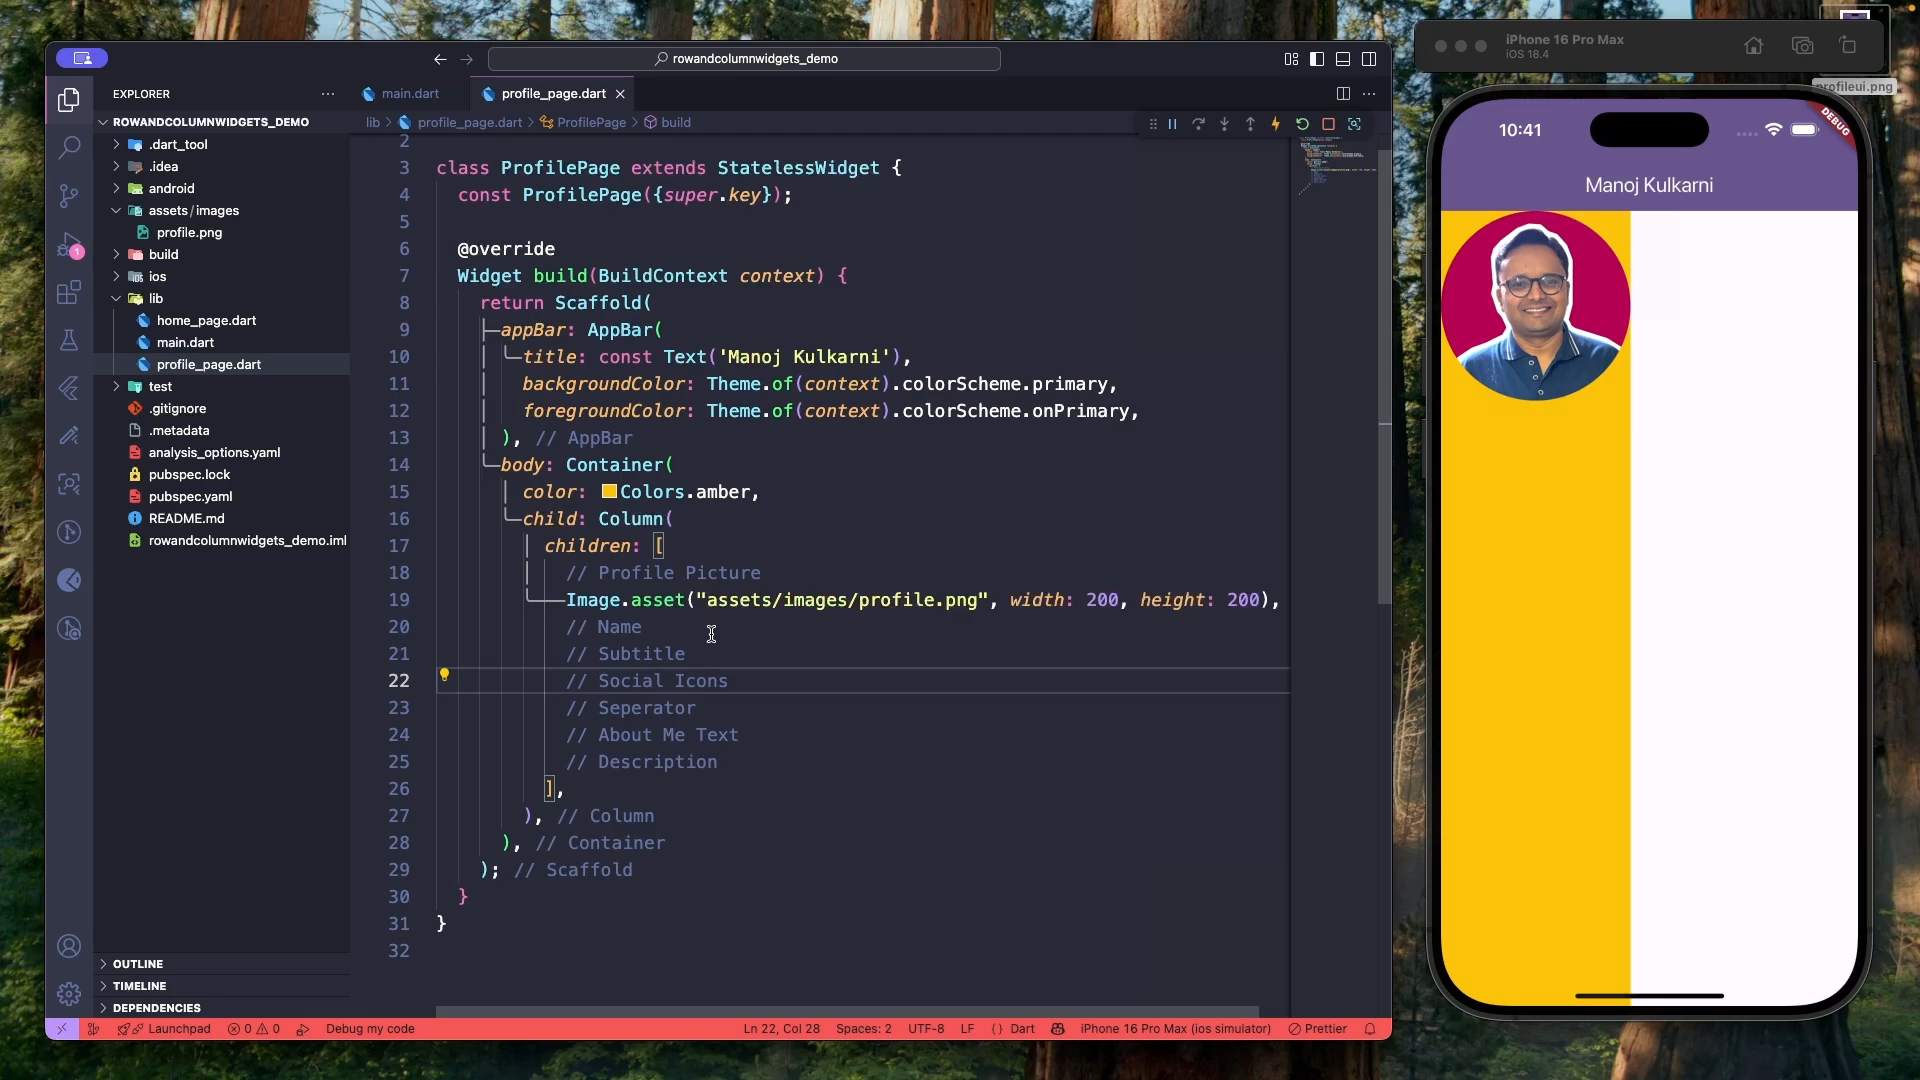 rowandcolumnwidgets_demo
iPhone 16 Pro Max
iOS 18.4
profileui.png
EXPLORER
main.dart
profile_page.dart
ROWANDCOLUMNWIDGETS_DEMO
lib
profile_page.dart
ProfilePage
build
.dart_tool
.idea
android
assets/images
profile.png
build
ios
lib
home_page.dart
main.dart
profile_page.dart
test
.gitignore
.metadata
analysis_options.yaml
pubspec.lock
pubspec.yaml
README.md
rowandcolumnwidgets_demo.iml
OUTLINE
TIMELINE
DEPENDENCIES
1
2
3 class ProfilePage extends StatelessWidget {
4 const ProfilePage({super.key});
5
6 @override
7 Widget build(BuildContext context) {
8 return Scaffold(
9 appBar: AppBar(
10 title: const Text('Manoj Kulkarni'),
11 backgroundColor: Theme.of(context).colorScheme.primary,
12 foregroundColor: Theme.of(context).colorScheme.onPrimary,
13 ), // AppBar
14 body: Container(
15 color: Colors.amber,
16 child: Column(
17 children: [
18 // Profile Picture
19 Image.asset("assets/images/profile.png", width: 200, height: 200),
20 // Name
21 // Subtitle
22 // Social Icons
23 // Seperator
24 // About Me Text
25 // Description
26 ],
27 ), // Column
28 ), // Container
29 ); // Scaffold
30 }
31 }
32
Launchpad
0
0
Debug my code
Ln 22, Col 28
Spaces: 2
UTF-8
LF
Dart
iPhone 16 Pro Max (ios simulator)
Prettier
10:41
DEBUG
Manoj Kulkarni